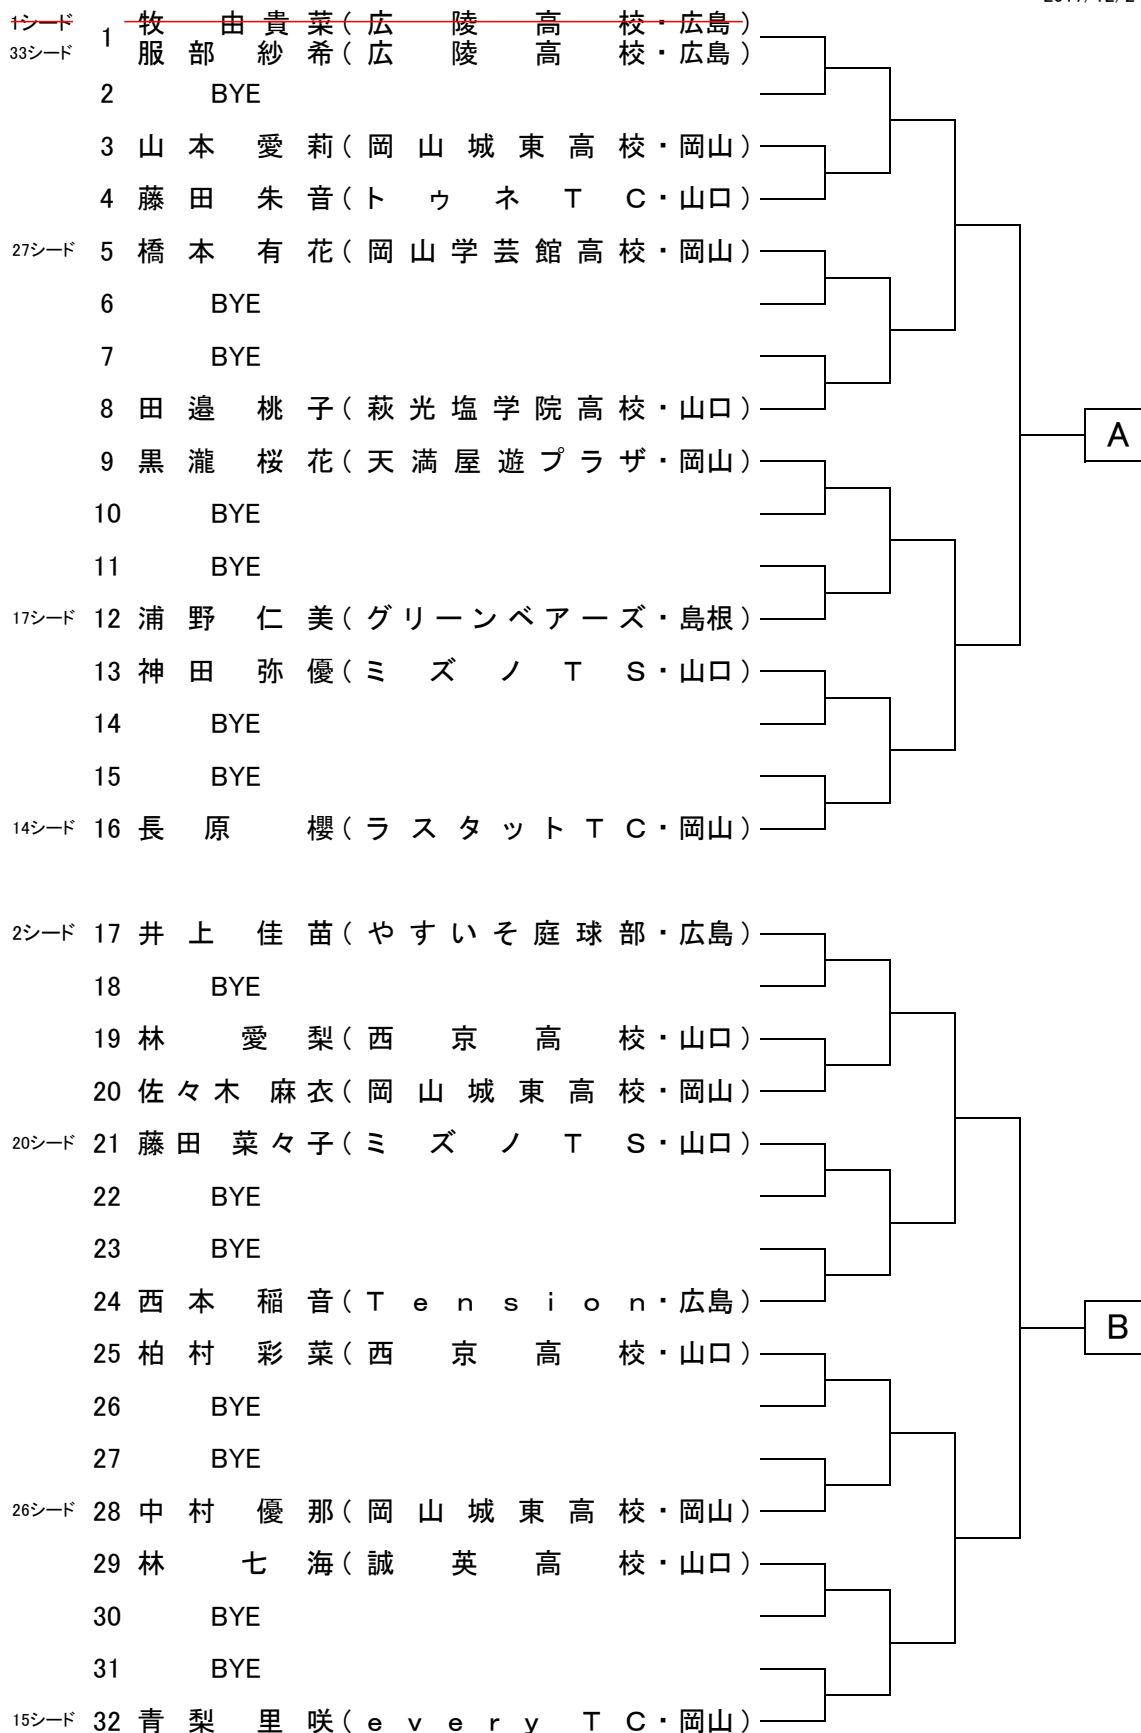 1シード 牧 由貴菜(広陵高校・広島)
1
33シード 服部 紗希(広陵高校・広島)
2 BYE
3 山本 愛莉(岡山城東高校・岡山)
4 藤田 朱音(トゥネTC・山口)
27シード 5 橋本 有花(岡山学芸館高校・岡山)
6 BYE
7 BYE
8 田邉 桃子(萩光塩学院高校・山口)
A
9 黒瀧 桜花(天満屋遊プラザ・岡山)
10 BYE
11 BYE
17シード 12 浦野 仁美(グリーンベアーズ・島根)
13 神田 弥優(ミズノTS・山口)
14 BYE
15 BYE
14シード 16 長原 櫻(ラスタットTC・岡山)
2シード 17 井上 佳苗(やすいそ庭球部・広島)
18 BYE
19 林 愛梨(西京高校・山口)
20 佐々木 麻衣(岡山城東高校・岡山)
20シード 21 藤田 菜々子(ミズノTS・山口)
22 BYE
23 BYE
24 西本 稲音(Tension・広島)
B
25 柏村 彩菜(西京高校・山口)
26 BYE
27 BYE
26シード 28 中村 優那(岡山城東高校・岡山)
29 林 七海(誠英高校・山口)
30 BYE
31 BYE
15シード 32 青梨 里咲(every TC・岡山)